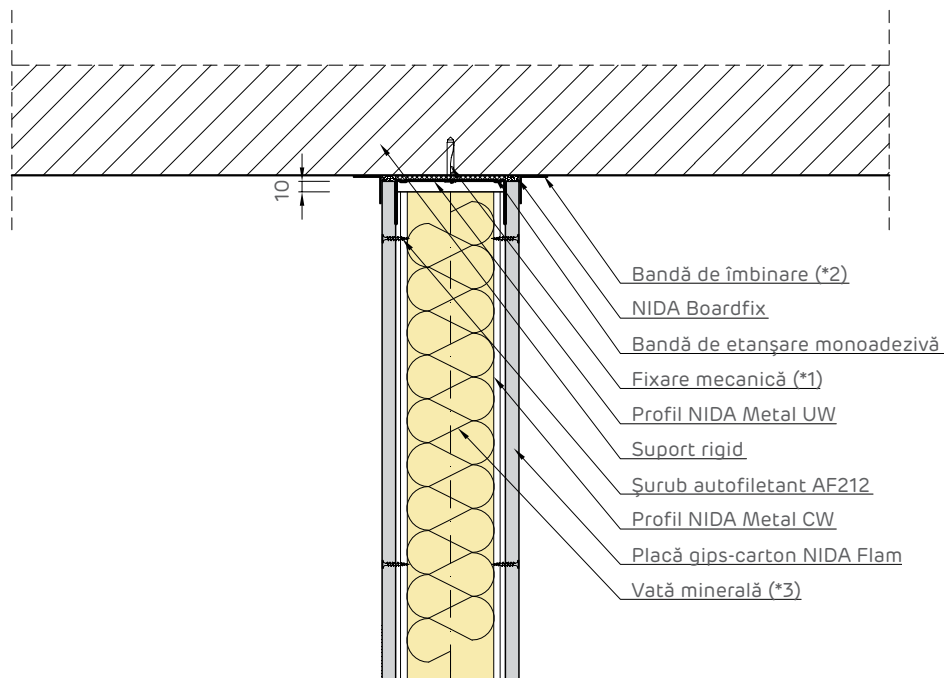 10
Bandă de îmbinare (*2)
NIDA Boardfix
Bandă de etanşare monoadezivă
Fixare mecanică (*1)
Profil NIDA Metal UW
Suport rigid
Şurub autofiletant AF212
Profil NIDA Metal CW
Placă gips-carton NIDA Flam
Vată minerală (*3)